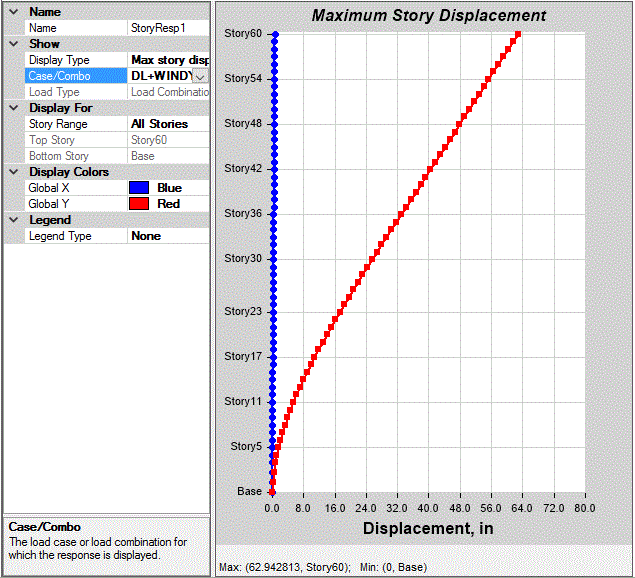 Name
Name StoryResp1
Show
Display Type Max story disp
Case/Combo DL+WINDY
Load Type Load Combinatio
Display For
Story Range All Stories
Top Story Story60
Bottom Story Base
Display Colors
Global X Blue
Global Y Red
Legend
Legend Type None
Case/Combo
The load case or load combination for
which the response is displayed.
Maximum Story Displacement
Story60
Story54
Story48
Story42
Story36
Story30
Story23
Story17
Story11
Story5
Base
0.0 8.0 16.0 24.0 32.0 40.0 48.0 56.0 64.0 72.0 80.0
Displacement, in
Max: (62.942813, Story60); Min: (0, Base)